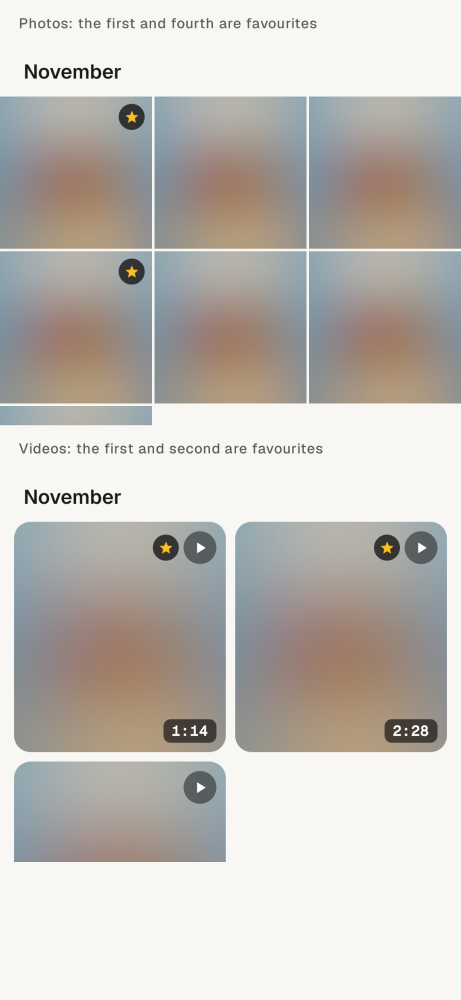 Photos: the first and fourth are favourites
November
Videos: the first and second are favourites
November
1:14
2:28